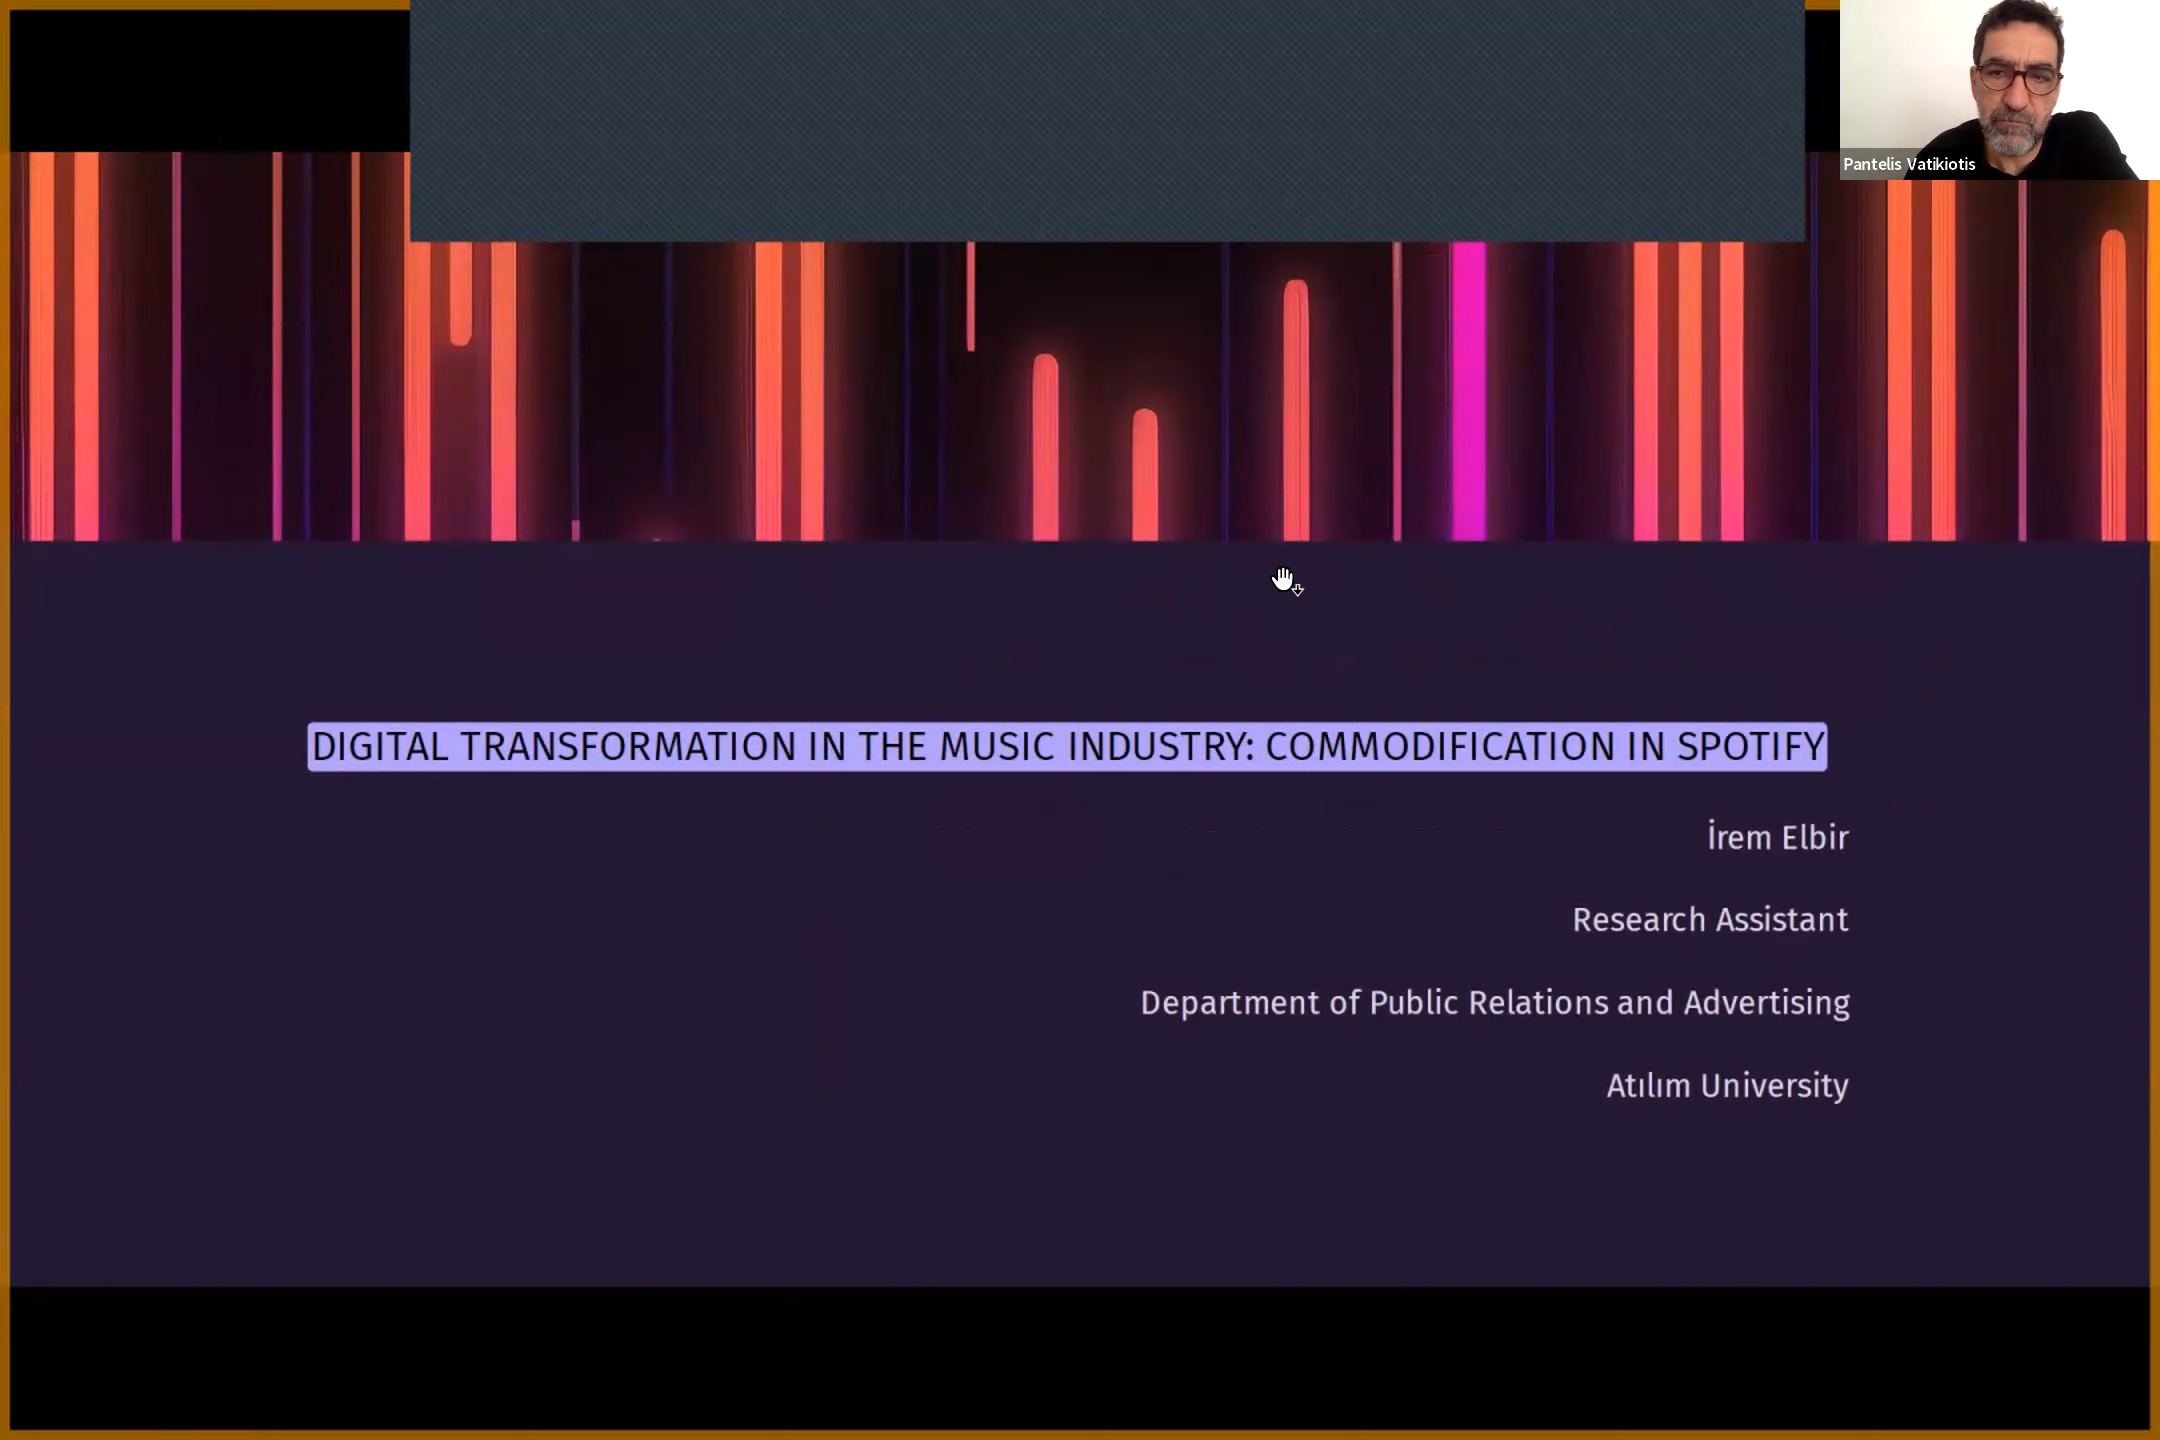 Pantelis Vatikiotis
DIGITAL TRANSFORMATION IN THE MUSIC INDUSTRY: COMMODIFICATION IN SPOTIFY
İrem Elbir
Research Assistant
Department of Public Relations and Advertising
Atılım University